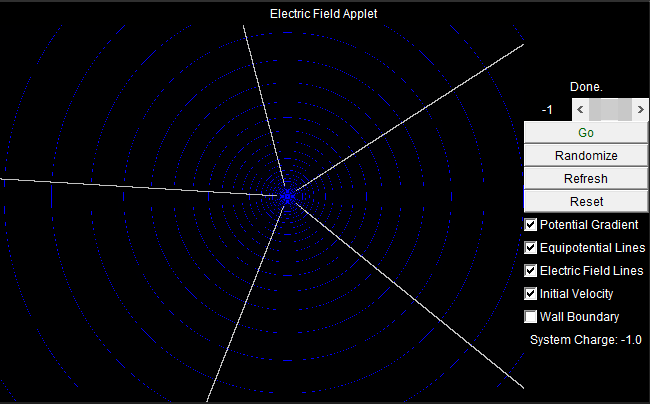 Electric Field Applet
Done.
-1
Go
Randomize
Refresh
Reset
Potential Gradient
Equipotential Lines
Electric Field Lines
Initial Velocity
Wall Boundary
System Charge: -1.0